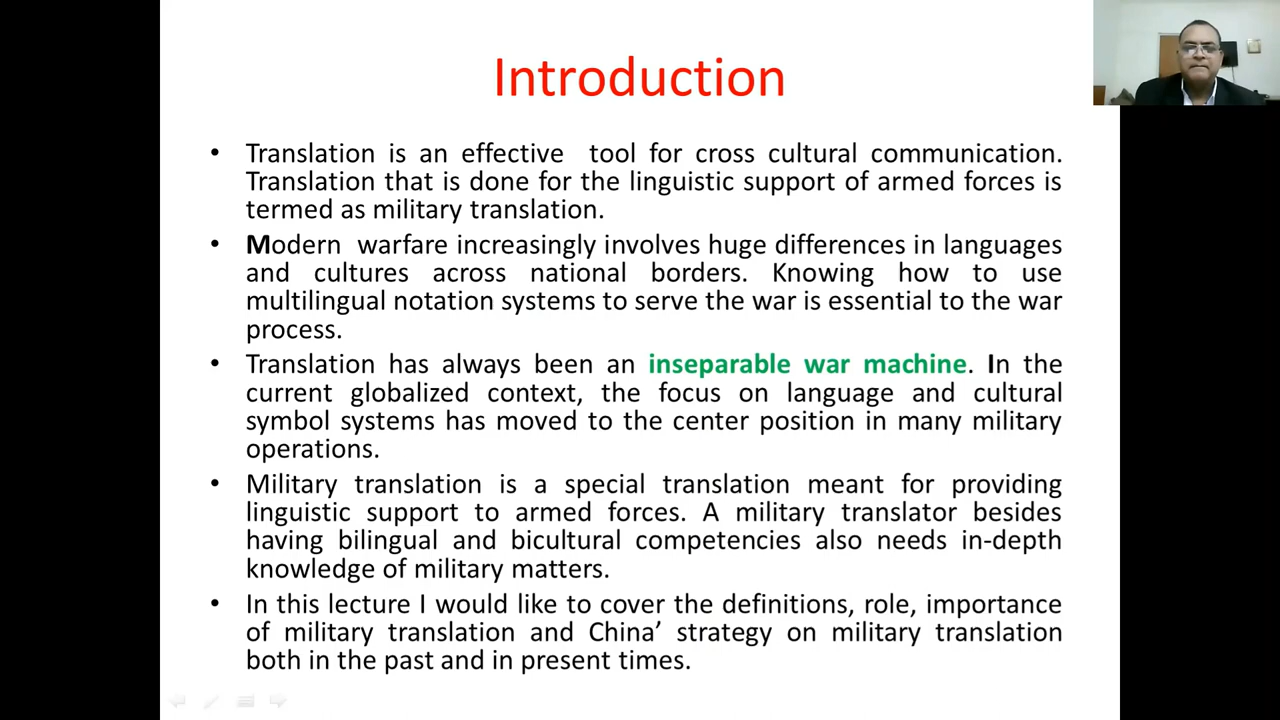 Introduction
• Translation is an effective tool for cross cultural communication.
Translation that is done for the linguistic support of armed forces is
termed as military translation.
• Modern warfare increasingly involves huge differences in languages
and cultures across national borders. Knowing how to use
multilingual notation systems to serve the war is essential to the war
process.
• Translation has always been an inseparable war machine. In the
current globalized context, the focus on language and cultural
symbol systems has moved to the center position in many military
operations.
• Military translation is a special translation meant for providing
linguistic support to armed forces. A military translator besides
having bilingual and bicultural competencies also needs in-depth
knowledge of military matters.
• In this lecture I would like to cover the definitions, role, importance
of military translation and China’ strategy on military translation
both in the past and in present times.